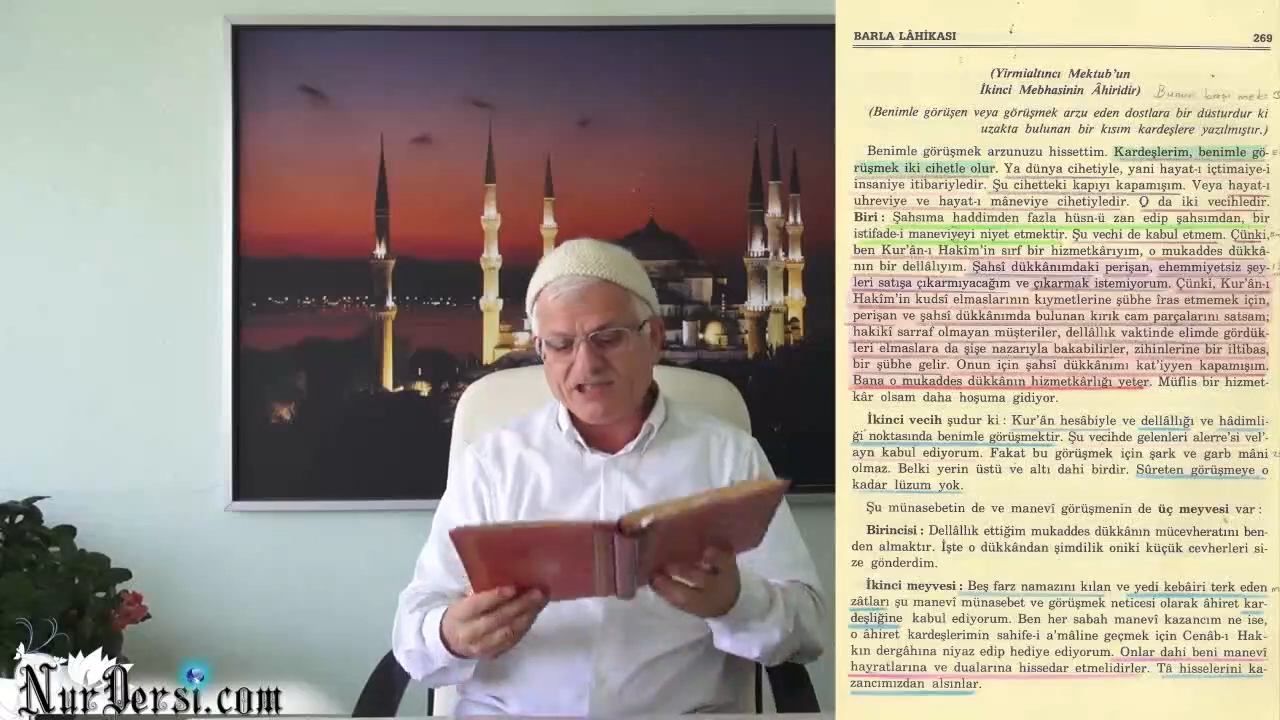 BARLA LÂHİKASI 269
(Yirmialtıncı Mektub'un
İkinci Mebhasinin Âhiridir)
(Benimle görüşen veya görüşmek arzu eden dostlara bir düsturdur ki
uzakta bulunan bir kısım kardeşlere yazılmıştır.)
Benimle görüşmek arzunuzu hissettim. Kardeşlerim, benimle gö-
rüşmek iki cihetle olur. Ya dünya cihetiyle, yani hayat-ı içtimaiye-i
insaniye itibariyledir. Şu cihetteki kapıyı kapamışım. Veya hayat-ı
uhreviye ve hayat-ı mâneviye cihetiyledir. O da iki vecihledir.
Biri : Şahsıma haddimden fazla hüsn-ü zan edip şahsımdan, bir
istifade-i maneviyeyi niyet etmektir. Şu vechi de kabul etmem. Çünki,
ben Kur'ân-ı Hakîm'in sırf bir hizmetkârıyım, o mukaddes dükkâ-
nın bir dellâlıyım. Şahsî dükkânımdaki perişan, ehemmiyetsiz şey-
leri satışa çıkarmıyacağım ve çıkarmak istemiyorum. Çünki, Kur'ân-ı
Hakîm'in kudsî elmaslarının kıymetlerine şübhe îras etmemek için,
perişan ve şahsî dükkânımda bulunan kırık cam parçalarını satsam;
hakikî sarraf olmayan müşteriler, dellâllık vaktinde elimde gördük-
leri elmaslara da şişe nazarıyla bakabilirler, zihinlerine bir iltibas,
bir şübhe gelir. Onun için şahsî dükkânımı kat'iyyen kapamışım.
Bana o mukaddes dükkânın hizmetkârlığı yeter. Müflis bir hizmet-
kâr olsam daha hoşuma gidiyor.
İkinci vecih şudur ki : Kur'ân hesâbiyle ve dellâllığı ve hâdimli-
ği noktasında benimle görüşmektir. Şu vecihde gelenleri alerre'si vel'-
ayn kabul ediyorum. Fakat bu görüşmek için şark ve garb mâni
olmaz. Belki yerin üstü ve altı dahi birdir. Sûreten görüşmeye o
kadar lüzum yok.
Şu münasebetin de ve manevî görüşmenin de üç meyvesi var :
Birincisi : Dellâllık ettiğim mukaddes dükkânın mücevheratını ben-
den almaktır. İşte o dükkândan şimdilik oniki küçük cevherleri si-
ze gönderdim.
İkinci meyvesi : Beş farz namazını kılan ve yedi kebâiri terk eden
zâtları şu manevî münasebet ve görüşmek neticesi olarak âhiret kar-
deşliğine kabul ediyorum. Ben her sabah manevî kazancım ne ise,
o âhiret kardeşlerimin sahife-i a'mâline geçmek için Cenâb-ı Hak-
kın dergâhına niyaz edip hediye ediyorum. Onlar dahi beni manevî
hayratlarına ve dualarına hissedar etmelidirler. Tâ hisselerini ka-
zancımızdan alsınlar.
NurDersi.com